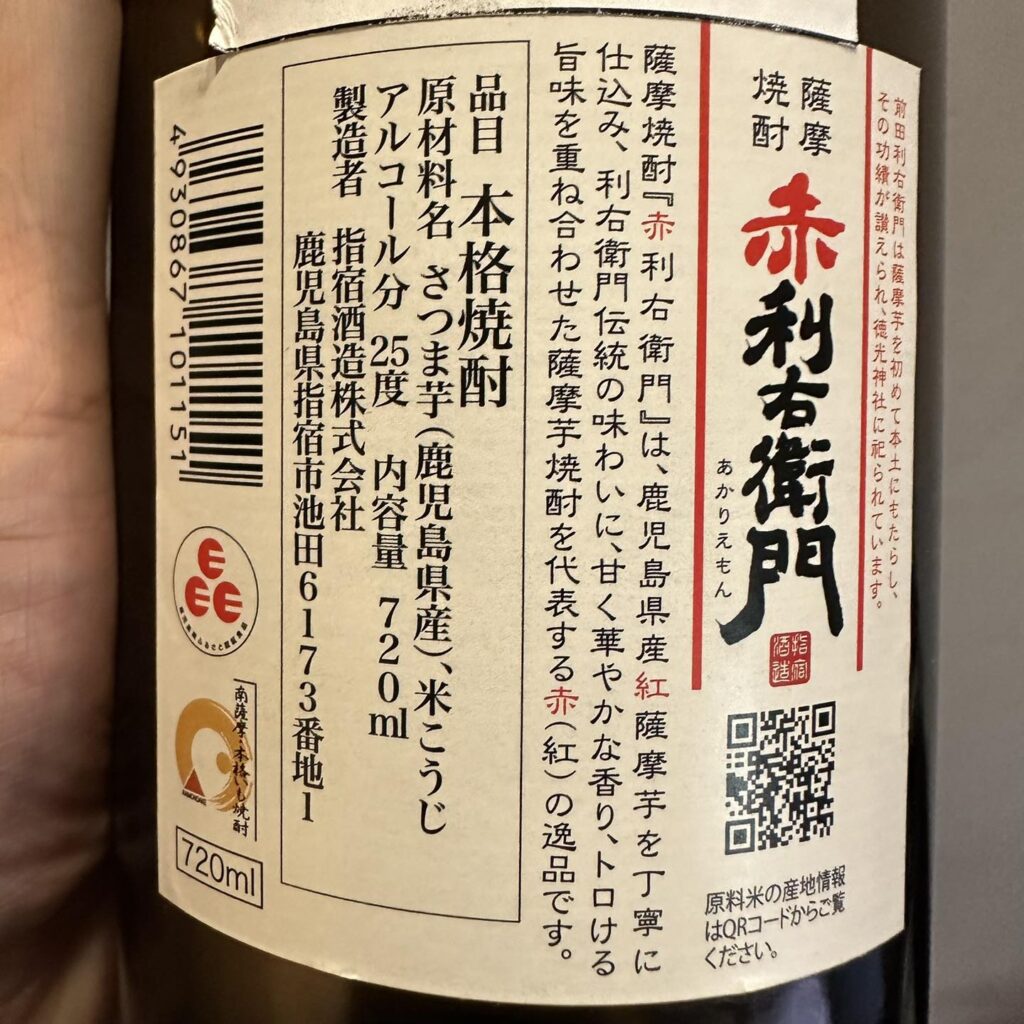 前田利右衛門は薩摩芋を初めて本土にもたらし、
その功績が讃えられ、徳光神社に祀られています。
薩摩
焼酎
赤利右衛門
あかりえもん
指宿
酒造
原料米の産地情報
はQRコードからご覧
ください。
薩摩焼酎『赤利右衛門』は、鹿児島県産紅薩摩芋を丁寧に
仕込み、利右衛門伝統の味わいに、甘く華やかな香り、トロける
旨味を重ね合わせた薩摩芋焼酎を代表する赤(紅)の逸品です。
品目 本格焼酎
原材料名 さつま芋(鹿児島県産)、米こうじ
アルコール分 25度 内容量 720ml
製造者 指宿酒造株式会社
鹿児島県指宿市池田6173番地1
4930867101151
南薩摩・本格いも焼酎
720ml